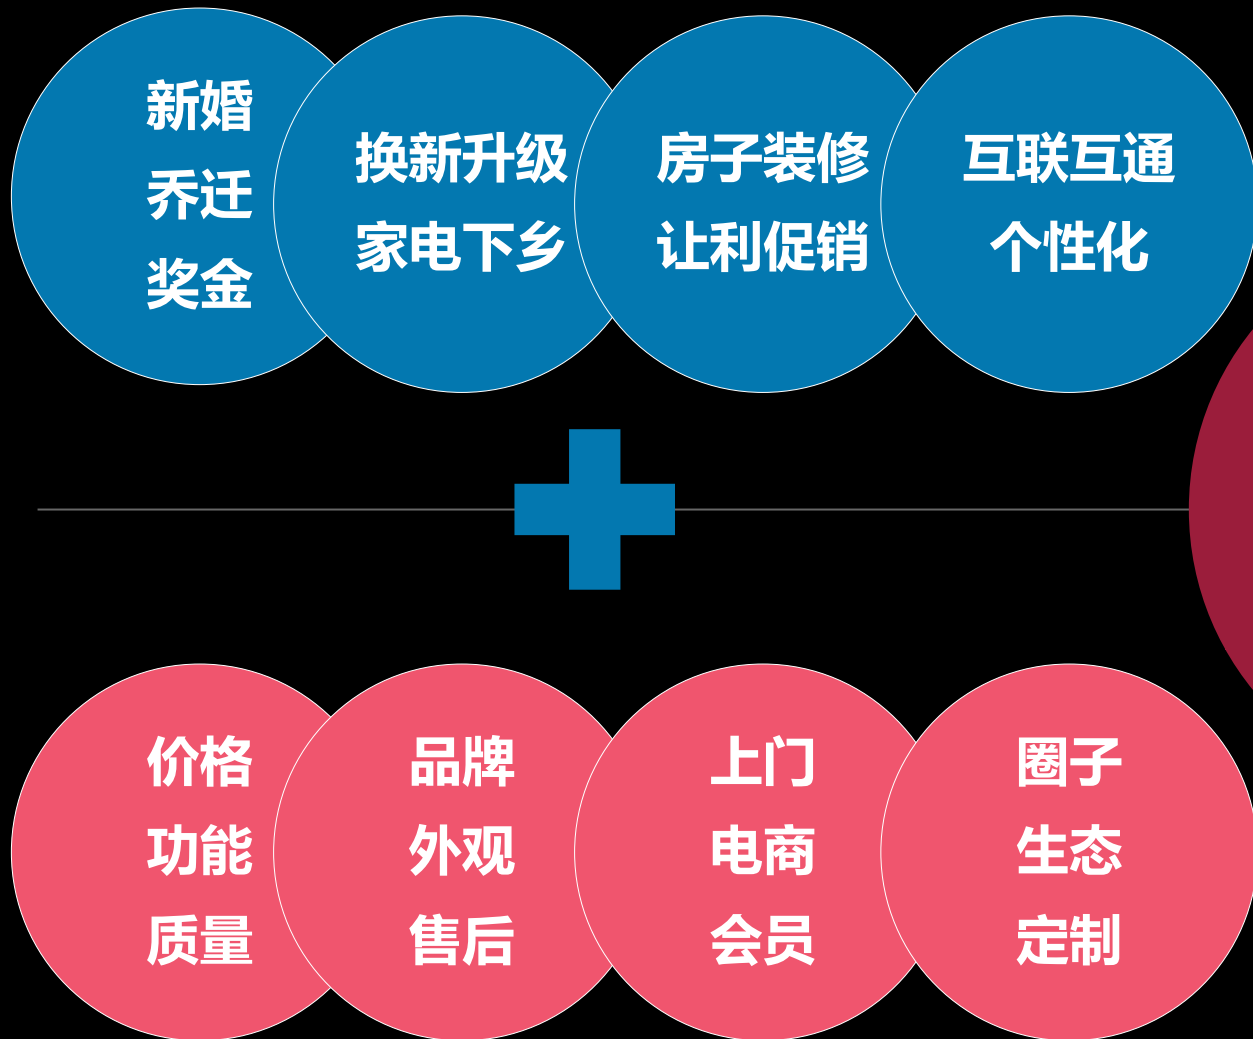 新婚
乔迁
奖金
换新升级
家电下乡
房子装修
让利促销
互联互通
个性化
价格
功能
质量
品牌
外观
售后
上门
电商
会员
圈子
生态
定制